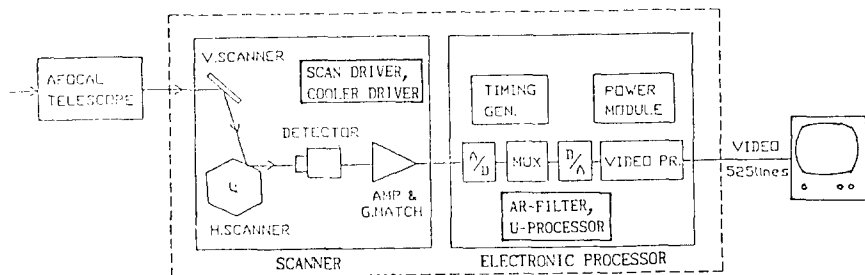 V.SCANNER
AFOCAL
TELESCOPE
SCAN DRIVER,
COOLER DRIVER
DETECTOR
H.SCANNER
AMP &
G.MATCH
SCANNER
TIMING
GEN.
POWER
MODULE
A/D
MUX
D/A
VIDEO PR.
AR-FILTER,
U-PROCESSOR
ELECTRONIC PROCESSOR
VIDEO
525lines